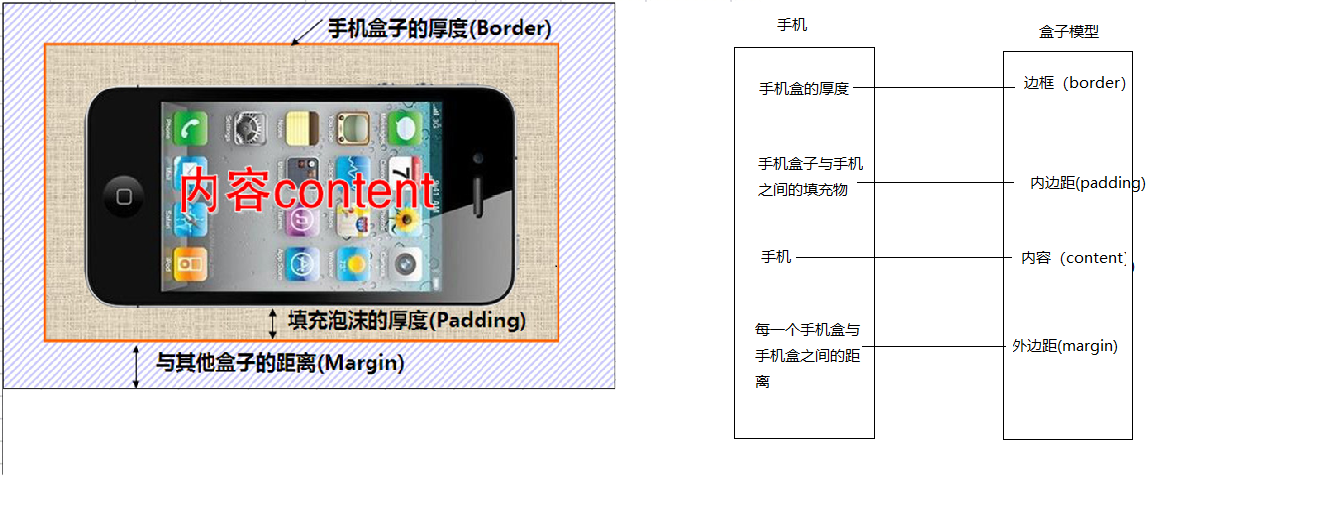 手机盒子的厚度(Border)
内容content
填充泡沫的厚度(Padding)
与其他盒子的距离(Margin)
手机
盒子模型
手机盒的厚度
边框（border）
手机盒子与手机
之间的填充物
内边距(padding)
手机
内容（content）
每一个手机盒与
手机盒之间的距
离
外边距(margin)